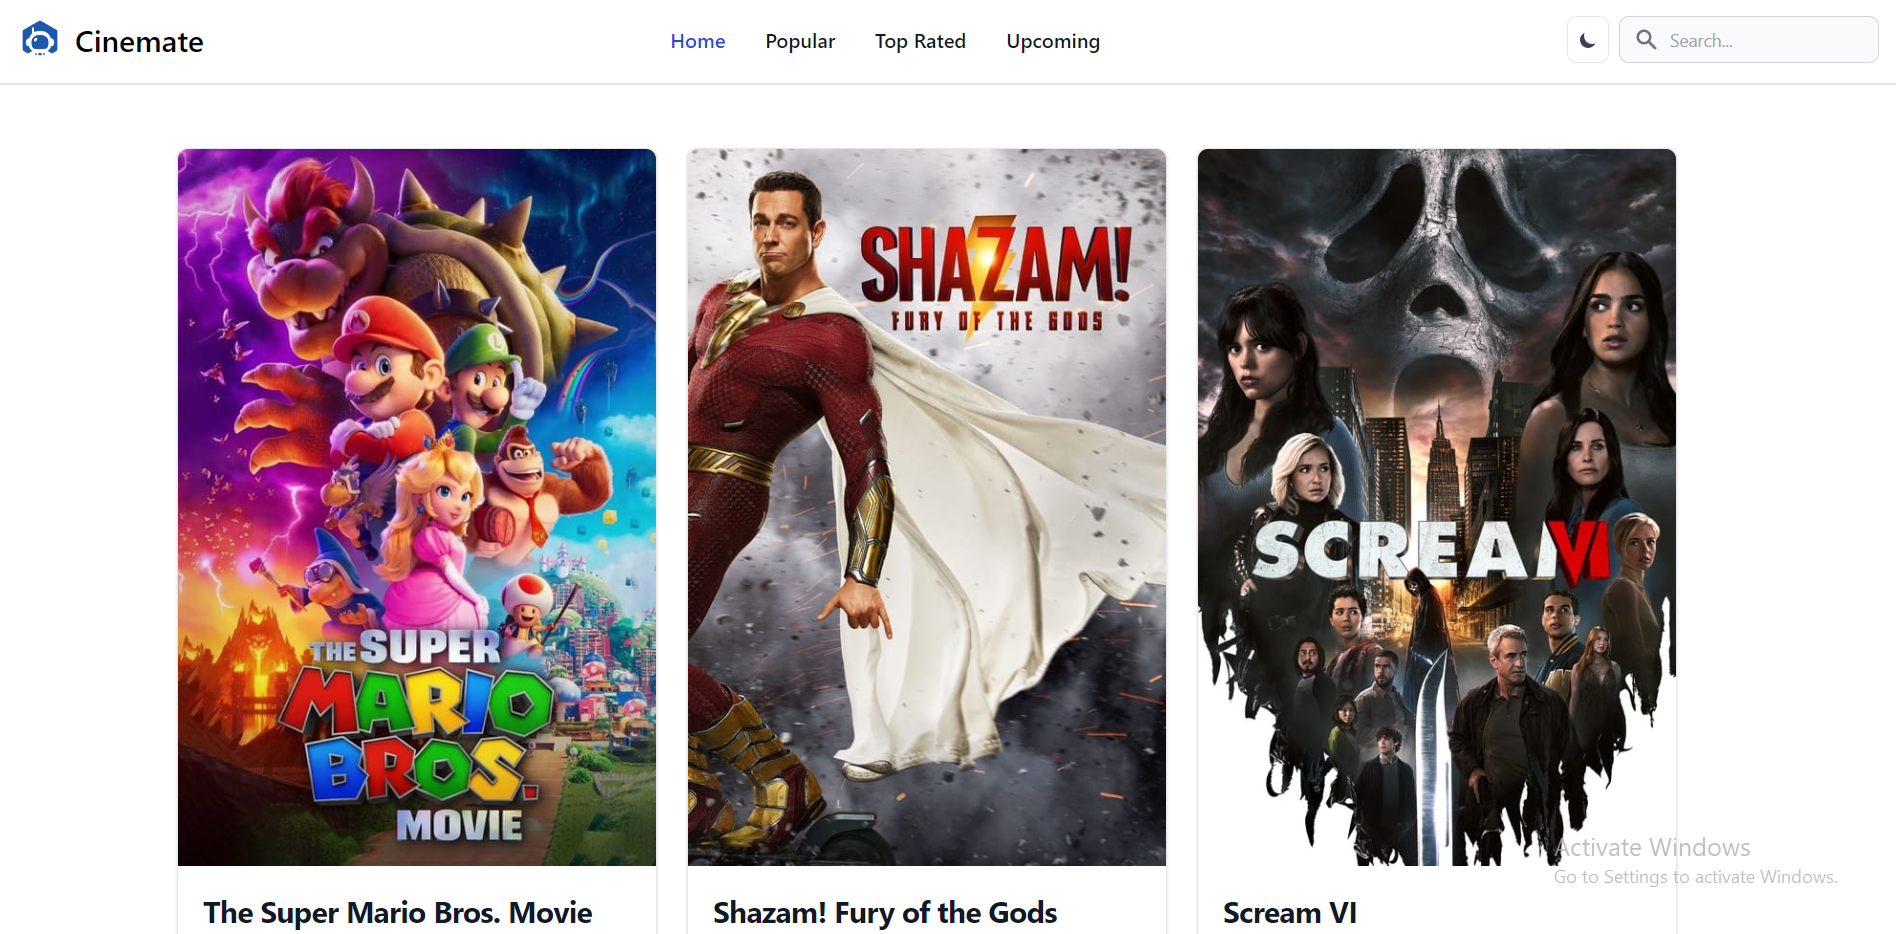 Cinemate
Home
Popular
Top Rated
Upcoming
Search...
SHAZAM!
FURY OF THE GODS
SCREAM VI
THE SUPER
MARIO
BROS.
MOVIE
Activate Windows
Go to Settings to activate Windows.
The Super Mario Bros. Movie
Shazam! Fury of the Gods
Scream VI